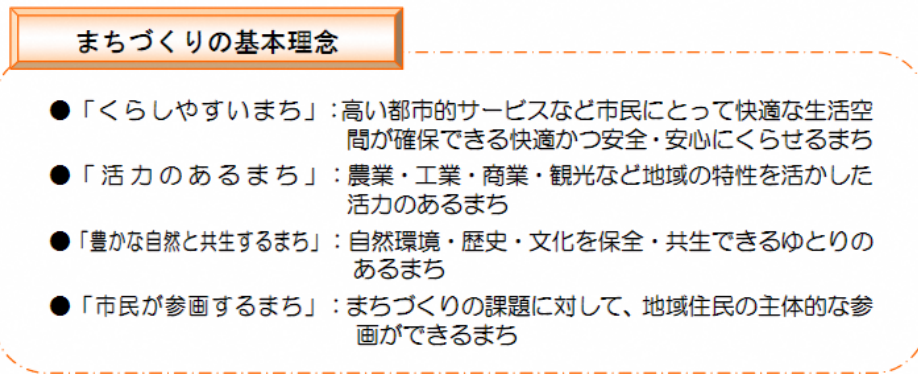 まちづくりの基本理念
●「くらしやすいまち」：高い都市的サービスなど市民にとって快適な生活空
間が確保できる快適かつ安全・安心にくらせるまち
●「活力のあるまち」：農業・工業・商業・観光など地域の特性を活かした
活力のあるまち
●「豊かな自然と共生するまち」：自然環境・歴史・文化を保全・共生できるゆとりの
あるまち
●「市民が参画するまち」：まちづくりの課題に対して、地域住民の主体的な参
画ができるまち